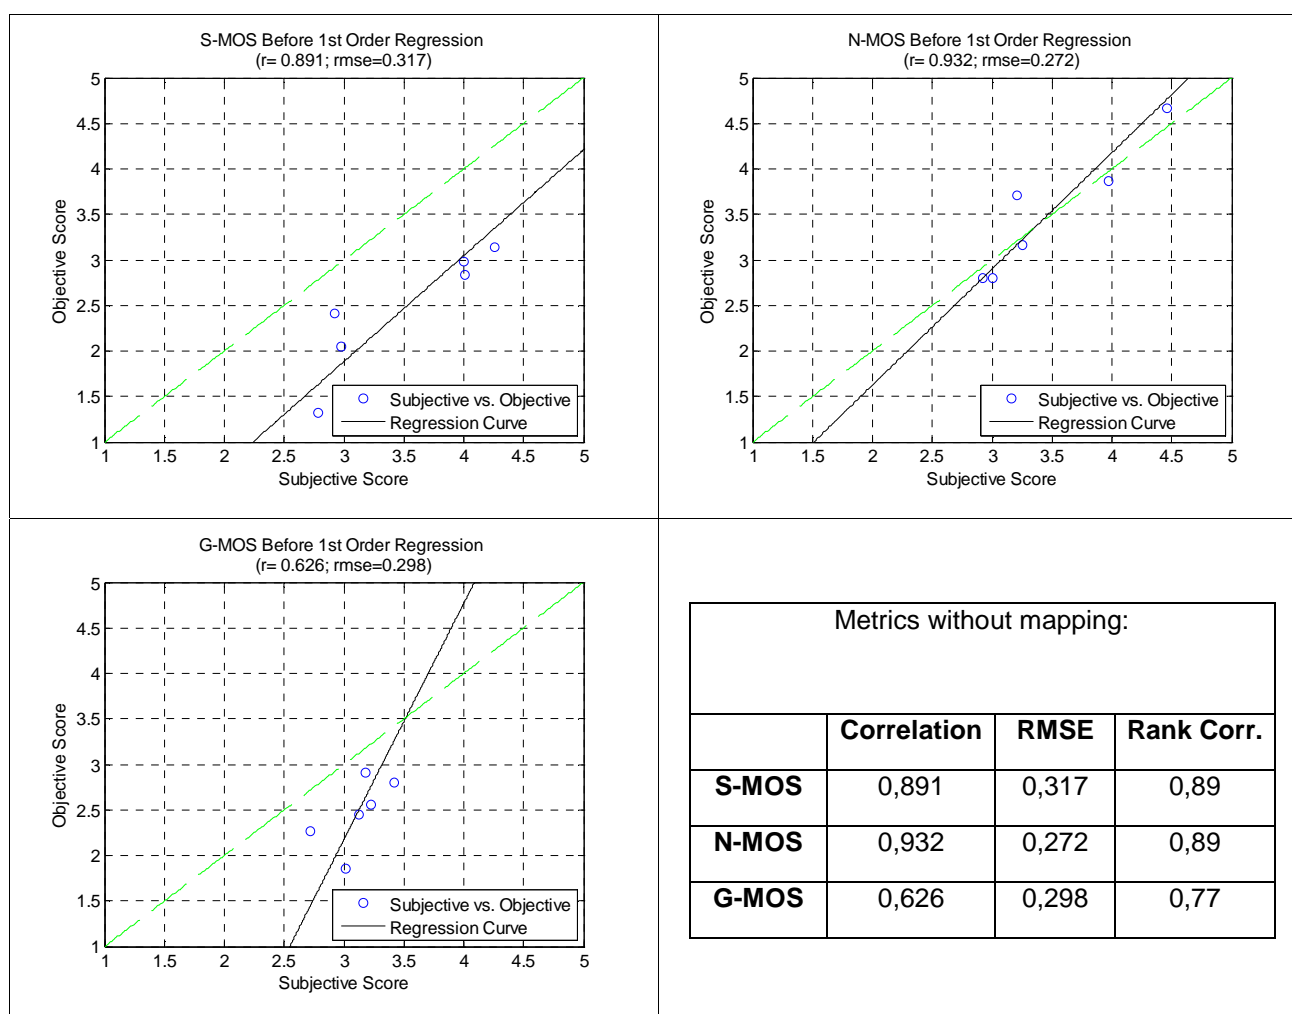 S-MOS Before 1st Order Regression
(r= 0.891; rmse=0.317)
5
4.5
4
3.5
3
2.5
2
1.5
1
Objective Score
1 1.5 2 2.5 3 3.5 4 4.5 5
Subjective Score
Subjective vs. Objective
Regression Curve
N-MOS Before 1st Order Regression
(r= 0.932; rmse=0.272)
5
4.5
4
3.5
3
2.5
2
1.5
1
Objective Score
1 1.5 2 2.5 3 3.5 4 4.5 5
Subjective Score
Subjective vs. Objective
Regression Curve
G-MOS Before 1st Order Regression
(r= 0.626; rmse=0.298)
5
4.5
4
3.5
3
2.5
2
1.5
1
Objective Score
1 1.5 2 2.5 3 3.5 4 4.5 5
Subjective Score
Subjective vs. Objective
Regression Curve
Metrics without mapping:
Correlation RMSE Rank Corr.
S-MOS 0,891 0,317 0,89
N-MOS 0,932 0,272 0,89
G-MOS 0,626 0,298 0,77